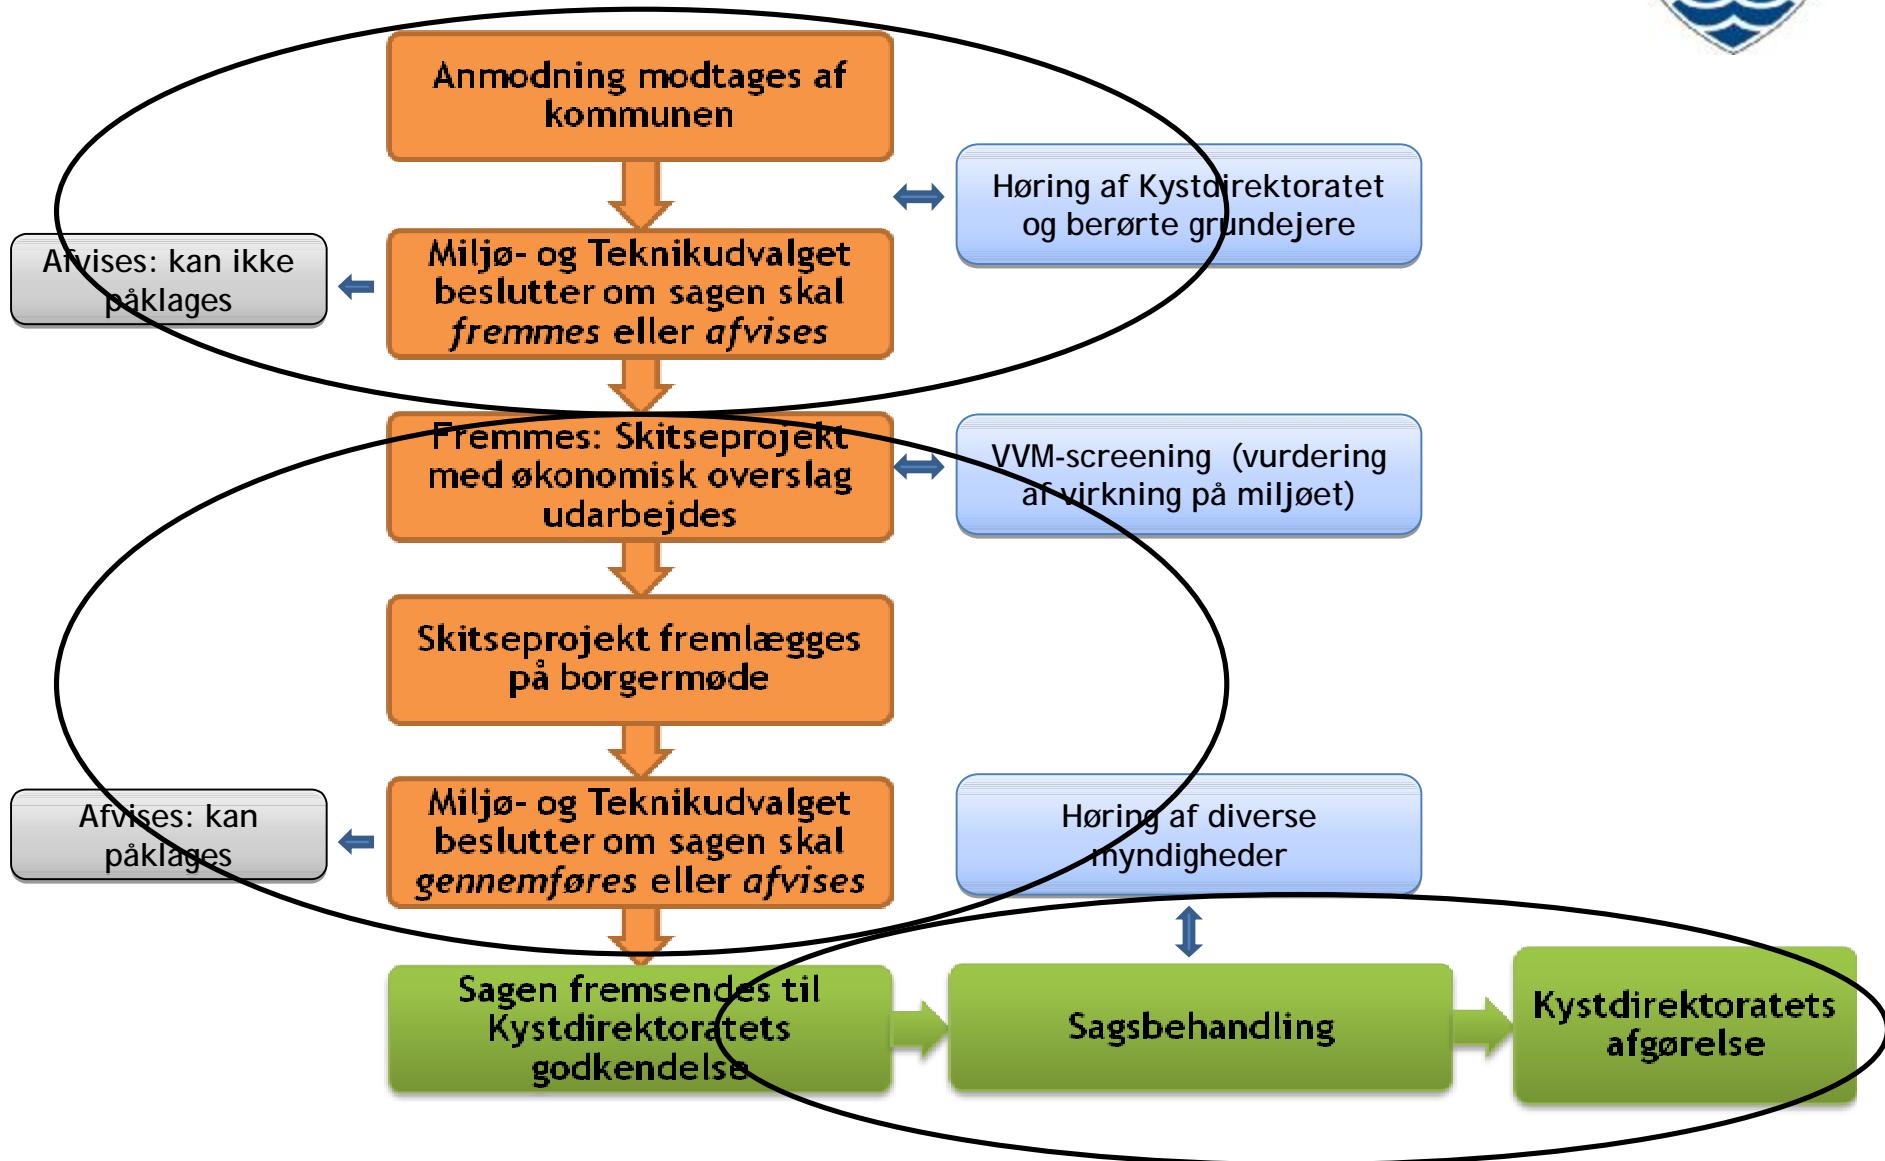 Anmodning modtages af
kommunen
Høring af Kystdirektoratet
og berørte grundejere
Miljø- og Teknikudvalget
beslutter om sagen skal
fremmes eller afvises
Afvises: kan ikke
påklages
Fremmes: Skitseprojekt
med økonomisk overslag
udarbejdes
VVM-screening (vurdering
af virkning på miljøet)
Skitseprojekt fremlægges
på borgermøde
Miljø- og Teknikudvalget
beslutter om sagen skal
gennemføres eller afvises
Afvises: kan
påklages
Høring af diverse
myndigheder
Sagen fremsendes til
Kystdirektoratets
godkendelse
Sagsbehandling
Kystdirektoratets
afgørelse